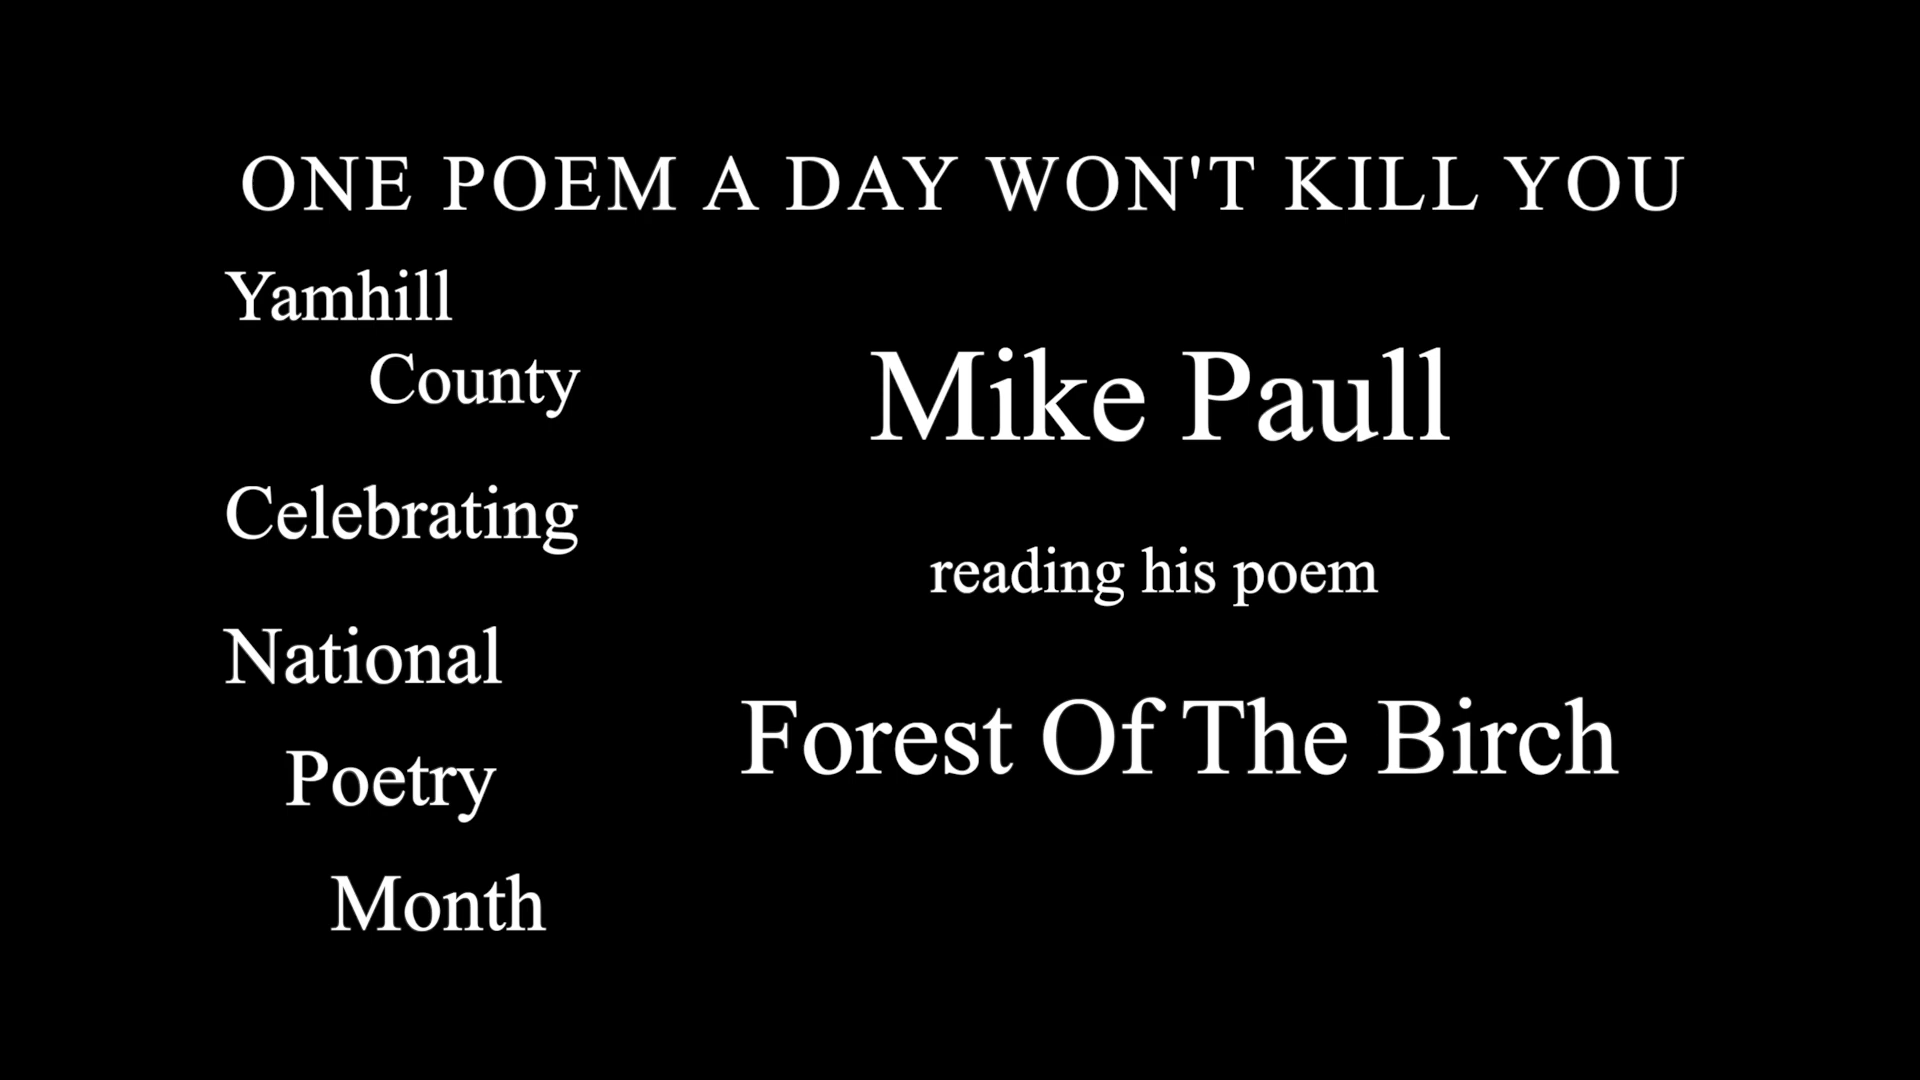 ONE POEM A DAY WON'T KILL YOU
Yamhill
County
Celebrating
National
Poetry
Month
Mike Paull
reading his poem
Forest Of The Birch